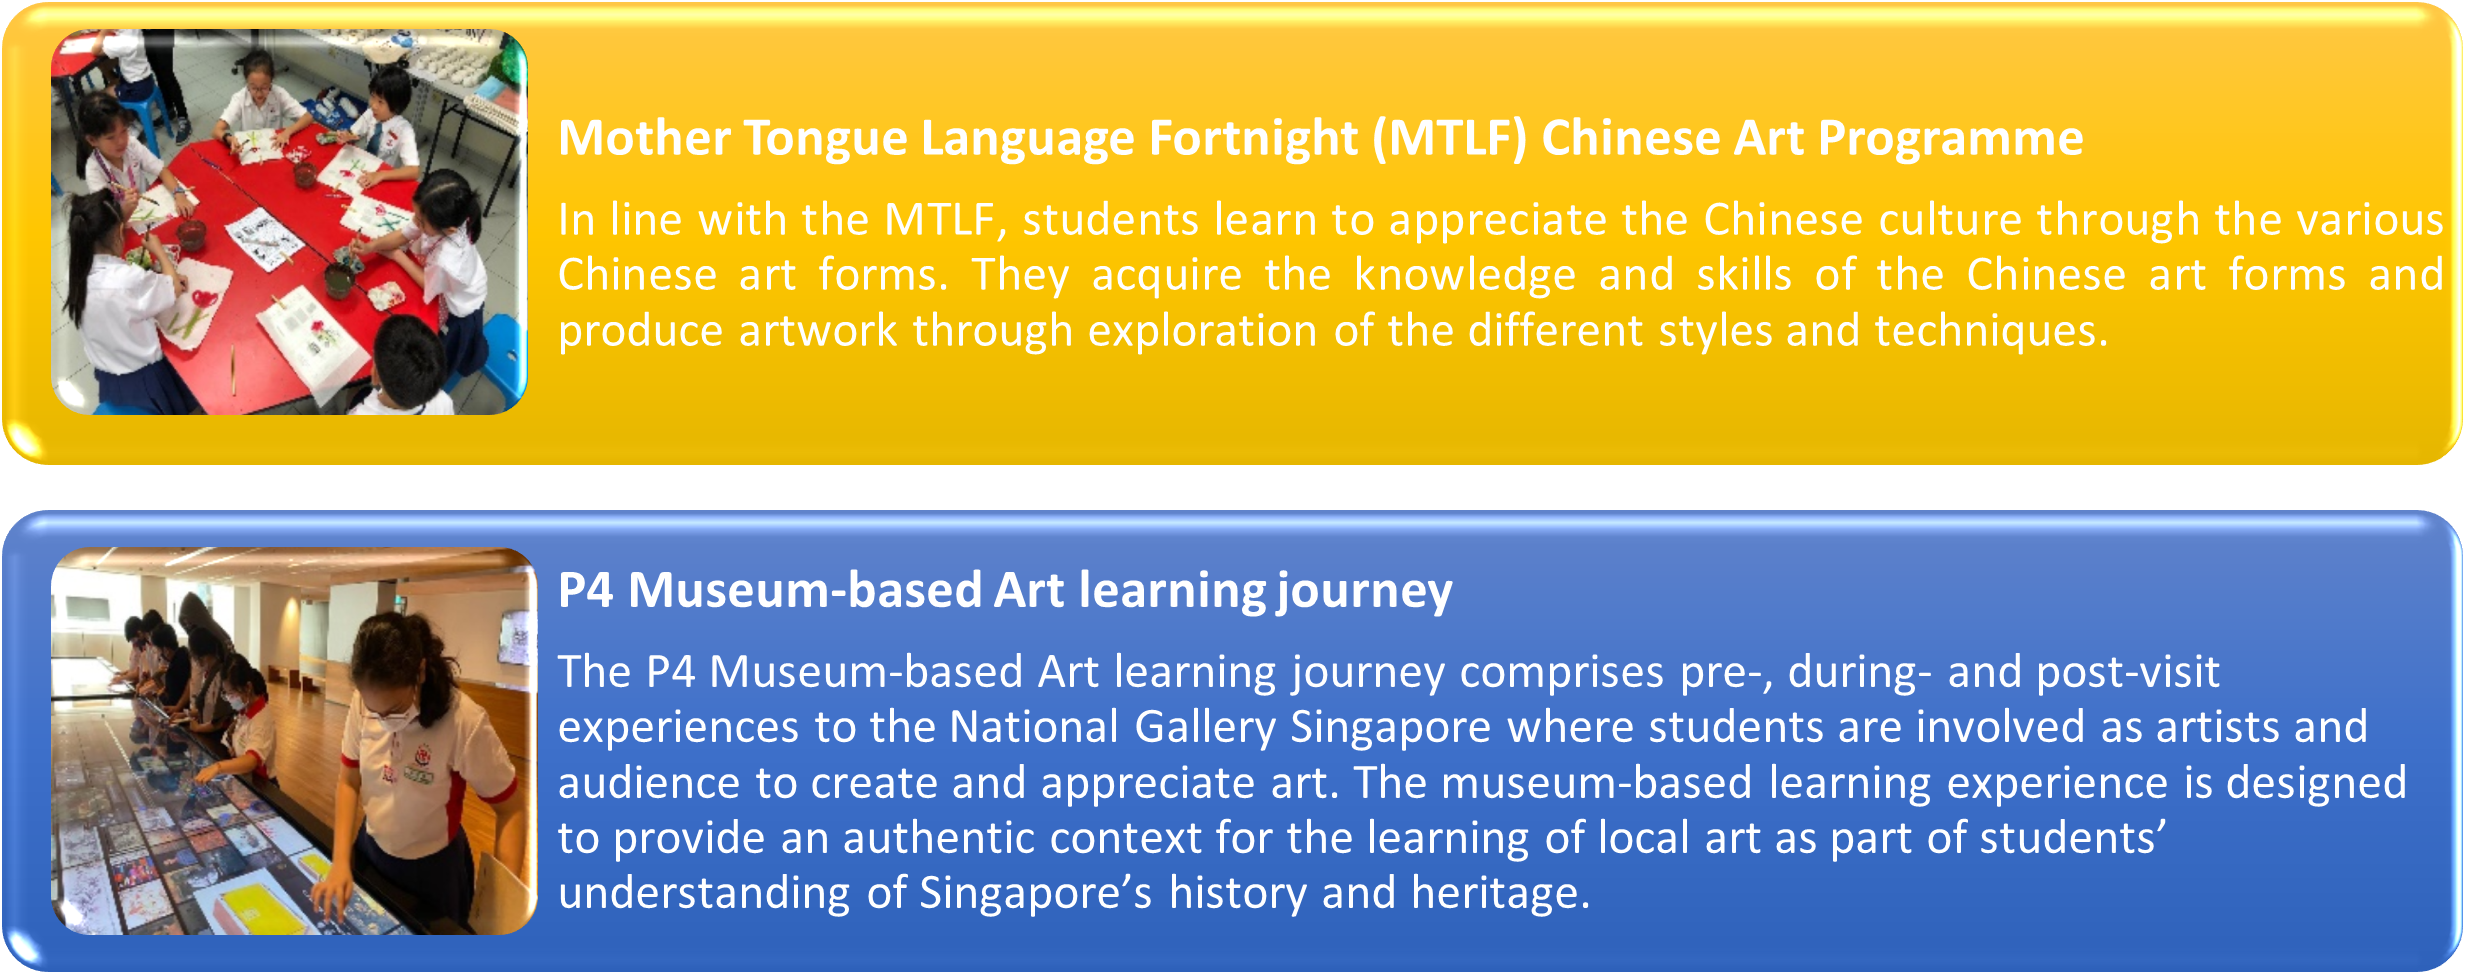 Mother Tongue Language Fortnight (MTLF) Chinese Art Programme
In line with the MTLF, students learn to appreciate the Chinese culture through the various
Chinese art forms. They acquire the knowledge and skills of the Chinese art forms and
produce artwork through exploration of the different styles and techniques.
P4 Museum-based Art learning journey
The P4 Museum-based Art learning journey comprises pre-, during- and post-visit
experiences to the National Gallery Singapore where students are involved as artists and
audience to create and appreciate art. The museum-based learning experience is designed
to provide an authentic context for the learning of local art as part of students’
understanding of Singapore’s history and heritage.